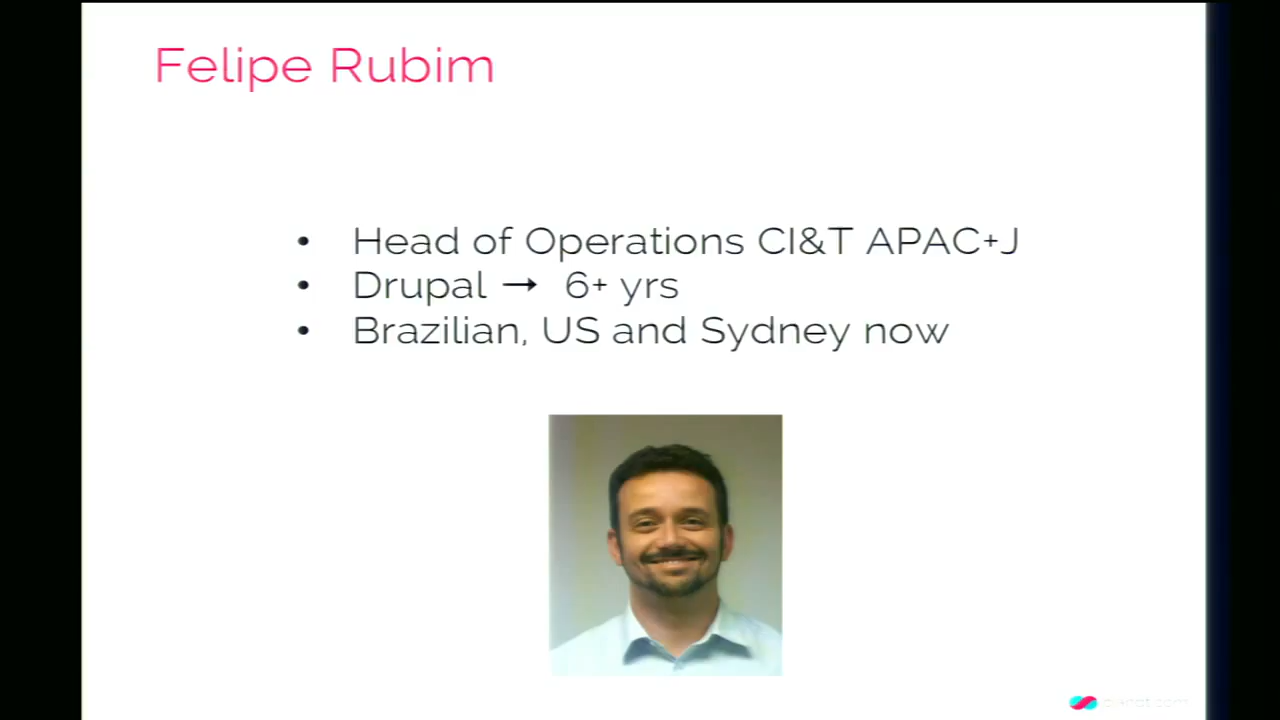 Felipe Rubim
• Head of Operations CI&T APAC+J
• Drupal → 6+ yrs
• Brazilian, US and Sydney now